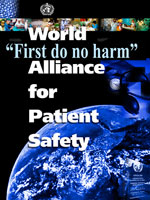 World
“First do no harm”
Alliance
for
Patient
Safety